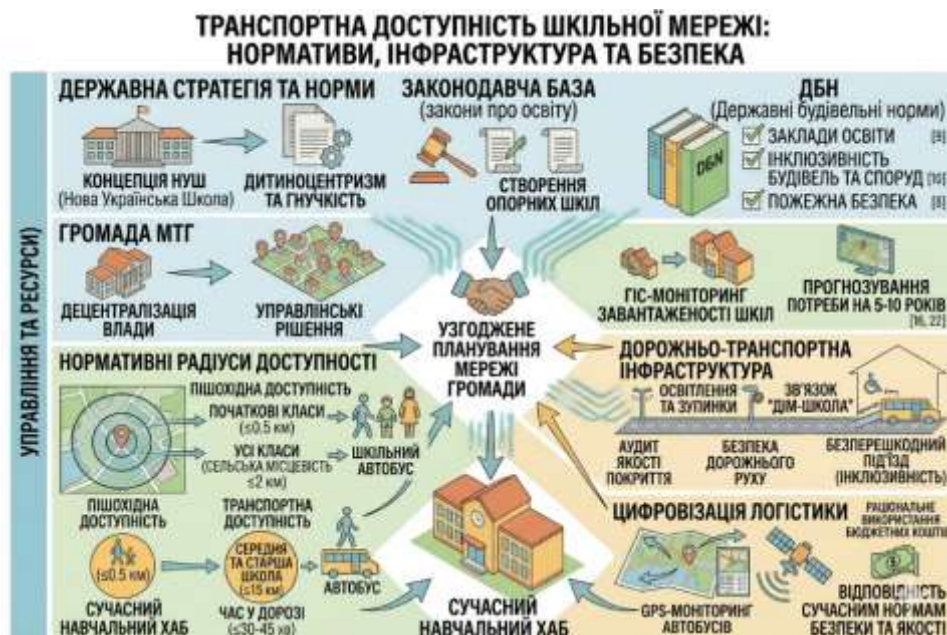 ТРАНСПОРТНА ДОСТУПНІСТЬ ШКІЛЬНОЇ МЕРЕЖІ:
НОРМАТИВИ, ІНФРАСТРУКТУРА ТА БЕЗПЕКА
УПРАВЛІННЯ ТА РЕСУРСИ)
ДЕРЖАВНА СТРАТЕГІЯ ТА НОРМИ
КОНЦЕПЦІЯ НУШ
(Нова Українська Школа)
ДИТИНОЦЕНТРИЗМ
ТА ГНУЧКІСТЬ
ЗАКОНОДАВЧА БАЗА
(закони про освіту)
СТВОРЕННЯ
ОПОРНИХ ШКІЛ
ДБН
(Державні будівельні норми)
ДБН
ЗАКЛАДИ ОСВІТИ [9]
ІНКЛЮЗИВНІСТЬ
БУДІВЕЛЬ ТА СПОРУД [10]
ПОЖЕЖНА БЕЗПЕКА [8]
ГРОМАДА МТГ
ДЕЦЕНТРАЛІЗАЦІЯ
ВЛАДИ
УПРАВЛІНСЬКІ
РІШЕННЯ
УЗГОДЖЕНЕ
ПЛАНУВАННЯ
МЕРЕЖІ
ГРОМАДИ
ГІС-МОНІТОРИНГ
ЗАВАНТАЖЕНОСТІ ШКІЛ
ПРОГНОЗУВАННЯ
ПОТРЕБИ НА 5-10 РОКІВ
[16, 22]
НОРМАТИВНІ РАДІУСИ ДОСТУПНОСТІ
ПІШОХІДНА ДОСТУПНІСТЬ
ПОЧАТКОВІ КЛАСИ
(≤0.5 км)
УСІ КЛАСИ
(СЕЛЬСЬКА МІСЦЕВІСТЬ
≤2 км)
ШКІЛЬНИЙ
АВТОБУС
ПІШОХІДНА
ДОСТУПНІСТЬ
(≤0.5 км)
СУЧАСНИЙ
НАВЧАЛЬНИЙ ХАБ
ТРАНСПОРТНА
ДОСТУПНІСТЬ
СЕРЕДНЯ
ТА СТАРША
ШКОЛА
(≤15 км)
ЧАС У ДОРОЗІ
(≤30-45 хв)
АВТОБУС
СУЧАСНИЙ
НАВЧАЛЬНИЙ ХАБ
ДОРОЖНЬО-ТРАНСПОРТНА
ІНФРАСТРУКТУРА
ОСВІТЛЕННЯ
ТА ЗУПИНКИ
ЗВ'ЯЗОК
"ДІМ-ШКОЛА"
АУДИТ
ЯКОСТІ
ПОКРИТТЯ
БЕЗПЕКА
ДОРОЖНЬОГО
РУХУ
БЕЗПЕРЕШКОДНИЙ
ПІД'ЇЗД
(ІНКЛЮЗИВНІСТЬ)
ЦИФРОВІЗАЦІЯ ЛОГІСТИКИ
GPS-МОНІТОРИНГ
АВТОБУСІВ
РАЦІОНАЛЬНЕ
ВИКОРИСТАННЯ
БЮДЖЕТНИХ КОШТІВ
ВІДПОВІДНІСТЬ
СУЧАСНИМ НОРМАМ
БЕЗПЕКИ ТА ЯКОСТІ